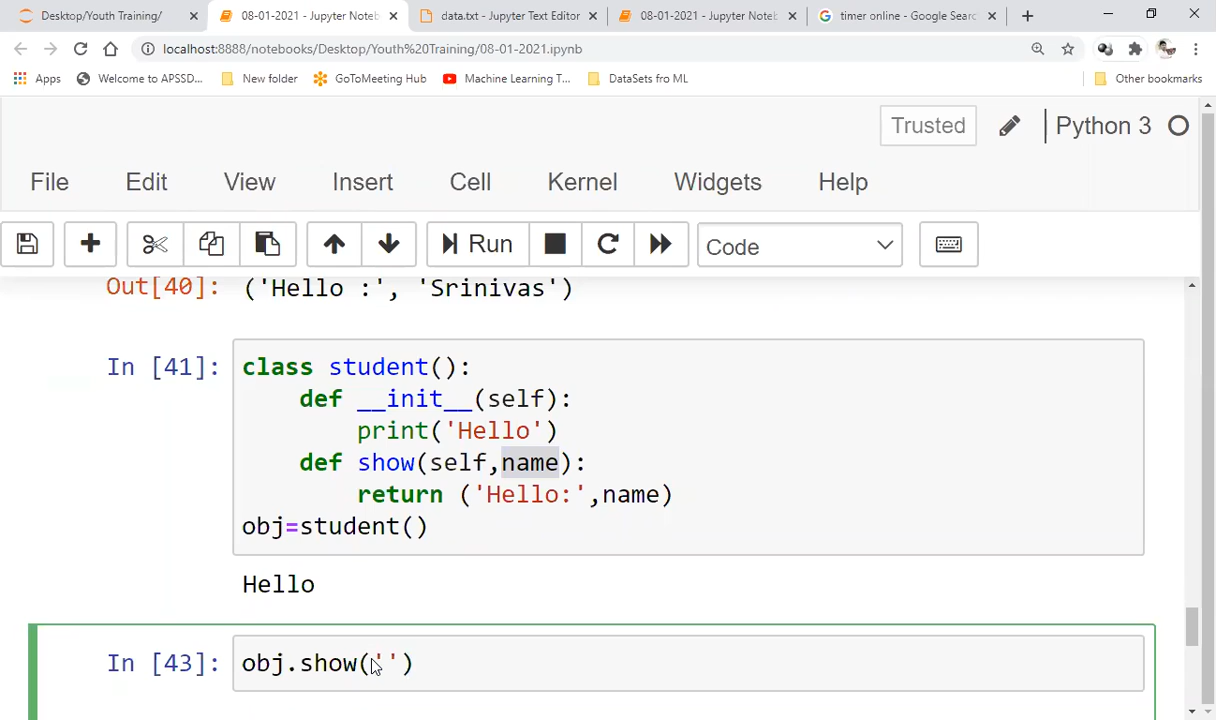 Desktop/Youth Training/
08-01-2021 - Jupyter Noteb
data.txt - Jupyter Text Editor
08-01-2021 - Jupyter Noteb
timer online - Google Searc
localhost:8888/notebooks/Desktop/Youth%20Training/08-01-2021.ipynb
Apps
Welcome to APSSD...
New folder
GoToMeeting Hub
Machine Learning T...
DataSets fro ML
Other bookmarks
Trusted
Python 3
File Edit View Insert Cell Kernel Widgets Help
Run
Code
Out[40]: ('Hello :', 'Srinivas')
In [41]: class student():
def __init__(self):
print('Hello')
def show(self,name):
return ('Hello:',name)
obj=student()
Hello
In [43]: obj.show('')